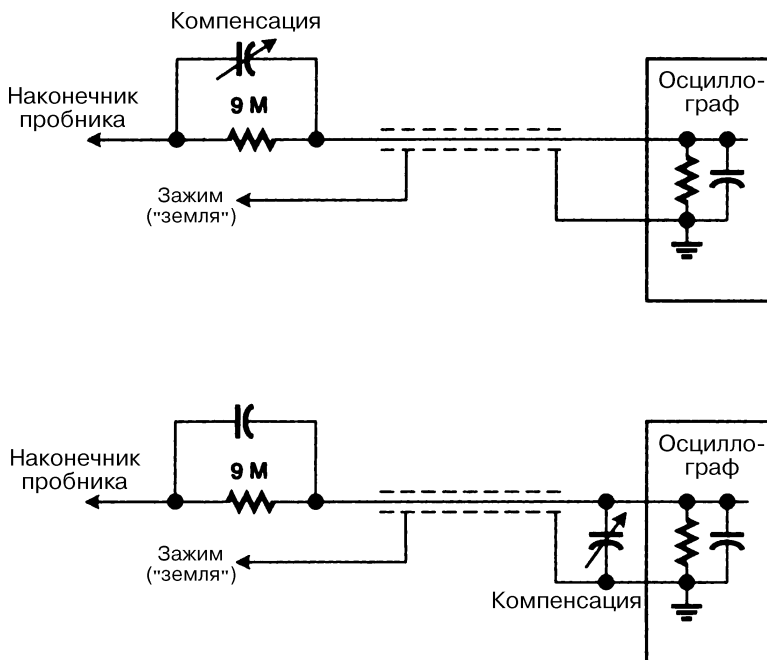 Компенсация
9 М
Наконечник
пробника
Осцилло-
граф
Зажим
("земля")
Наконечник
пробника
9 М
Осцилло-
граф
Зажим
("земля")
Компенсация